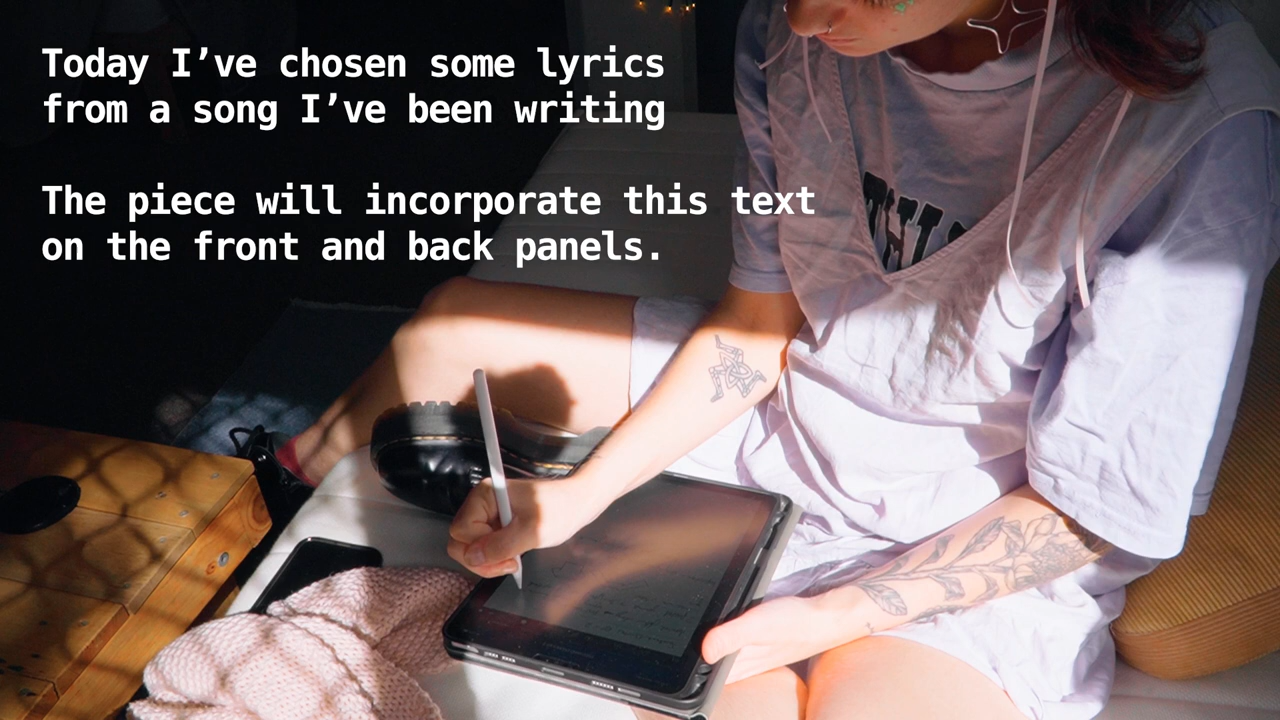 Today I’ve chosen some lyrics
from a song I’ve been writing
The piece will incorporate this text
on the front and back panels.